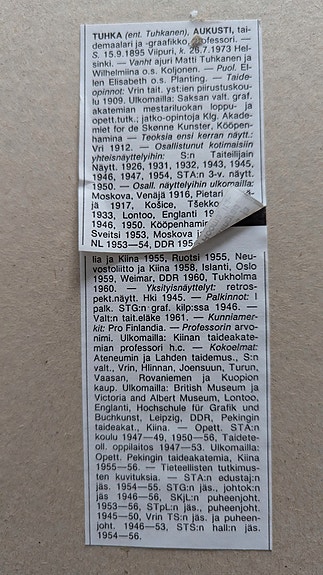 TUHKA (ent. Tuhkanen), AUKUSTI, tai-
demaalari ja -graafikko, professori. —
S. 15.9.1895 Viipuri, k. 26.7.1973 Hel-
sinki. — Vanht ajuri Matti Tuhkanen ja
Wilhelmiina o.s. Koljonen. — Puol. El-
len Elisabeth o.s. Planting. — Taide-
opinnot: Vrin tait. yst:ien piirustuskou-
lu 1909. Ulkomailla: Saksan valt. graf.
akatemian mestariluokan loppu- ja
opett.tutk.; jatko-opintoja Klg. Akade-
miet for de Skønne Kunster, Kööpen-
hamina — Teoksia ensi kerran näytt.:
Vri 1912. — Osallistunut kotimaisiin
yhteisnäyttelyihin: S:n Taiteilijain
Näytt. 1926, 1931, 1932, 1943, 1945,
1946, 1947, 1954, STA:n 3-v. näytt.
1950. — Osall. näyttelyihin ulkomailla:
Moskova, Venäjä 1916, Pietari
ja 1917, Košice, Tšekko
1933, Lontoo, Englanti 19
1946, 1950. Kööpenhami
Sveitsi 1953, Moskova ja
NL 1953—54, DDR 195
lia ja Kiina 1955, Ruotsi 1955, Neu-
vostoliitto ja Kiina 1958, Islanti, Oslo
1959, Weimar, DDR 1960, Tukholma
1960. — Yksityisnäyttelyt: retros-
pekt.näytt. Hki 1945. — Palkinnot: I
palk. STG:n graf. kilp:ssa 1946. —
Valt:n tait.eläke 1961. — Kunniamer-
kit: Pro Finlandia. — Professorin arvo-
nimi. Ulkomailla: Kiinan taideakate-
mian professori h.c. — Kokoelmat:
Ateneumin ja Lahden taidemus., S:n
valt., Vrin, Hlinnan, Joensuun, Turun,
Vaasan, Rovaniemen ja Kuopion
kaup. Ulkomailla: British Museum ja
Victoria and Albert Museum, Lontoo,
Englanti, Hochschule für Grafik und
Buchkunst, Leipzig, DDR, Pekingin
taideakat., Kiina. — Opett. STA:n
koulu 1947—49, 1950—56, Taidete-
oll. oppilaitos 1947—53. Ulkomailla:
Opett. Pekingin taideakatemia, Kiina
1955—56. — Tieteellisten tutkimus-
ten kuvituksia. — STA:n edustaj:n
jäs. 1954—55. STG:n jäs., johtok:n
jäs 1946—56, SKjL:n puheenjoht.
1953—56, STpL:n jäs., puheenjoht.
1945—50, Vrin TS:n jäs. ja puheen-
joht. 1946—53, STS:n hall:n jäs.
1954—56.